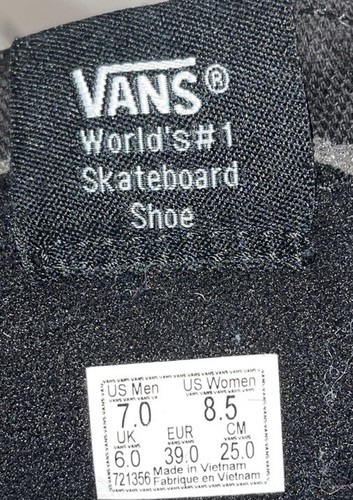 VANS®
World's#1
Skateboard
Shoe
US Men US Women
7.0 8.5
UK EUR CM
6.0 39.0 25.0
Made in Vietnam
721356 Fabrique en Vietnam